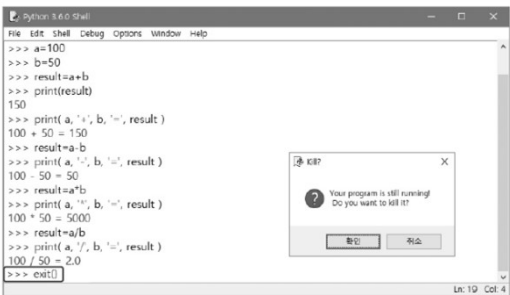 Python 3.6.0 Shell
File Edit Shell Debug Options Window Help
>>> a=100
>>> b=50
>>> result=a+b
>>> print(result)
150
>>> print( a, '+', b, '=', result )
100 + 50 = 150
>>> result=a-b
>>> print( a, '-', b, '=', result )
100 - 50 = 50
>>> result=a*b
>>> print( a, '*', b, '=', result )
100 * 50 = 5000
>>> result=a/b
>>> print( a, '/', b, '=', result )
100 / 50 = 2.0
>>> exit()
Kill?
Your program is still running!
Do you want to kill it?
확인 취소
Ln: 19 Col: 4